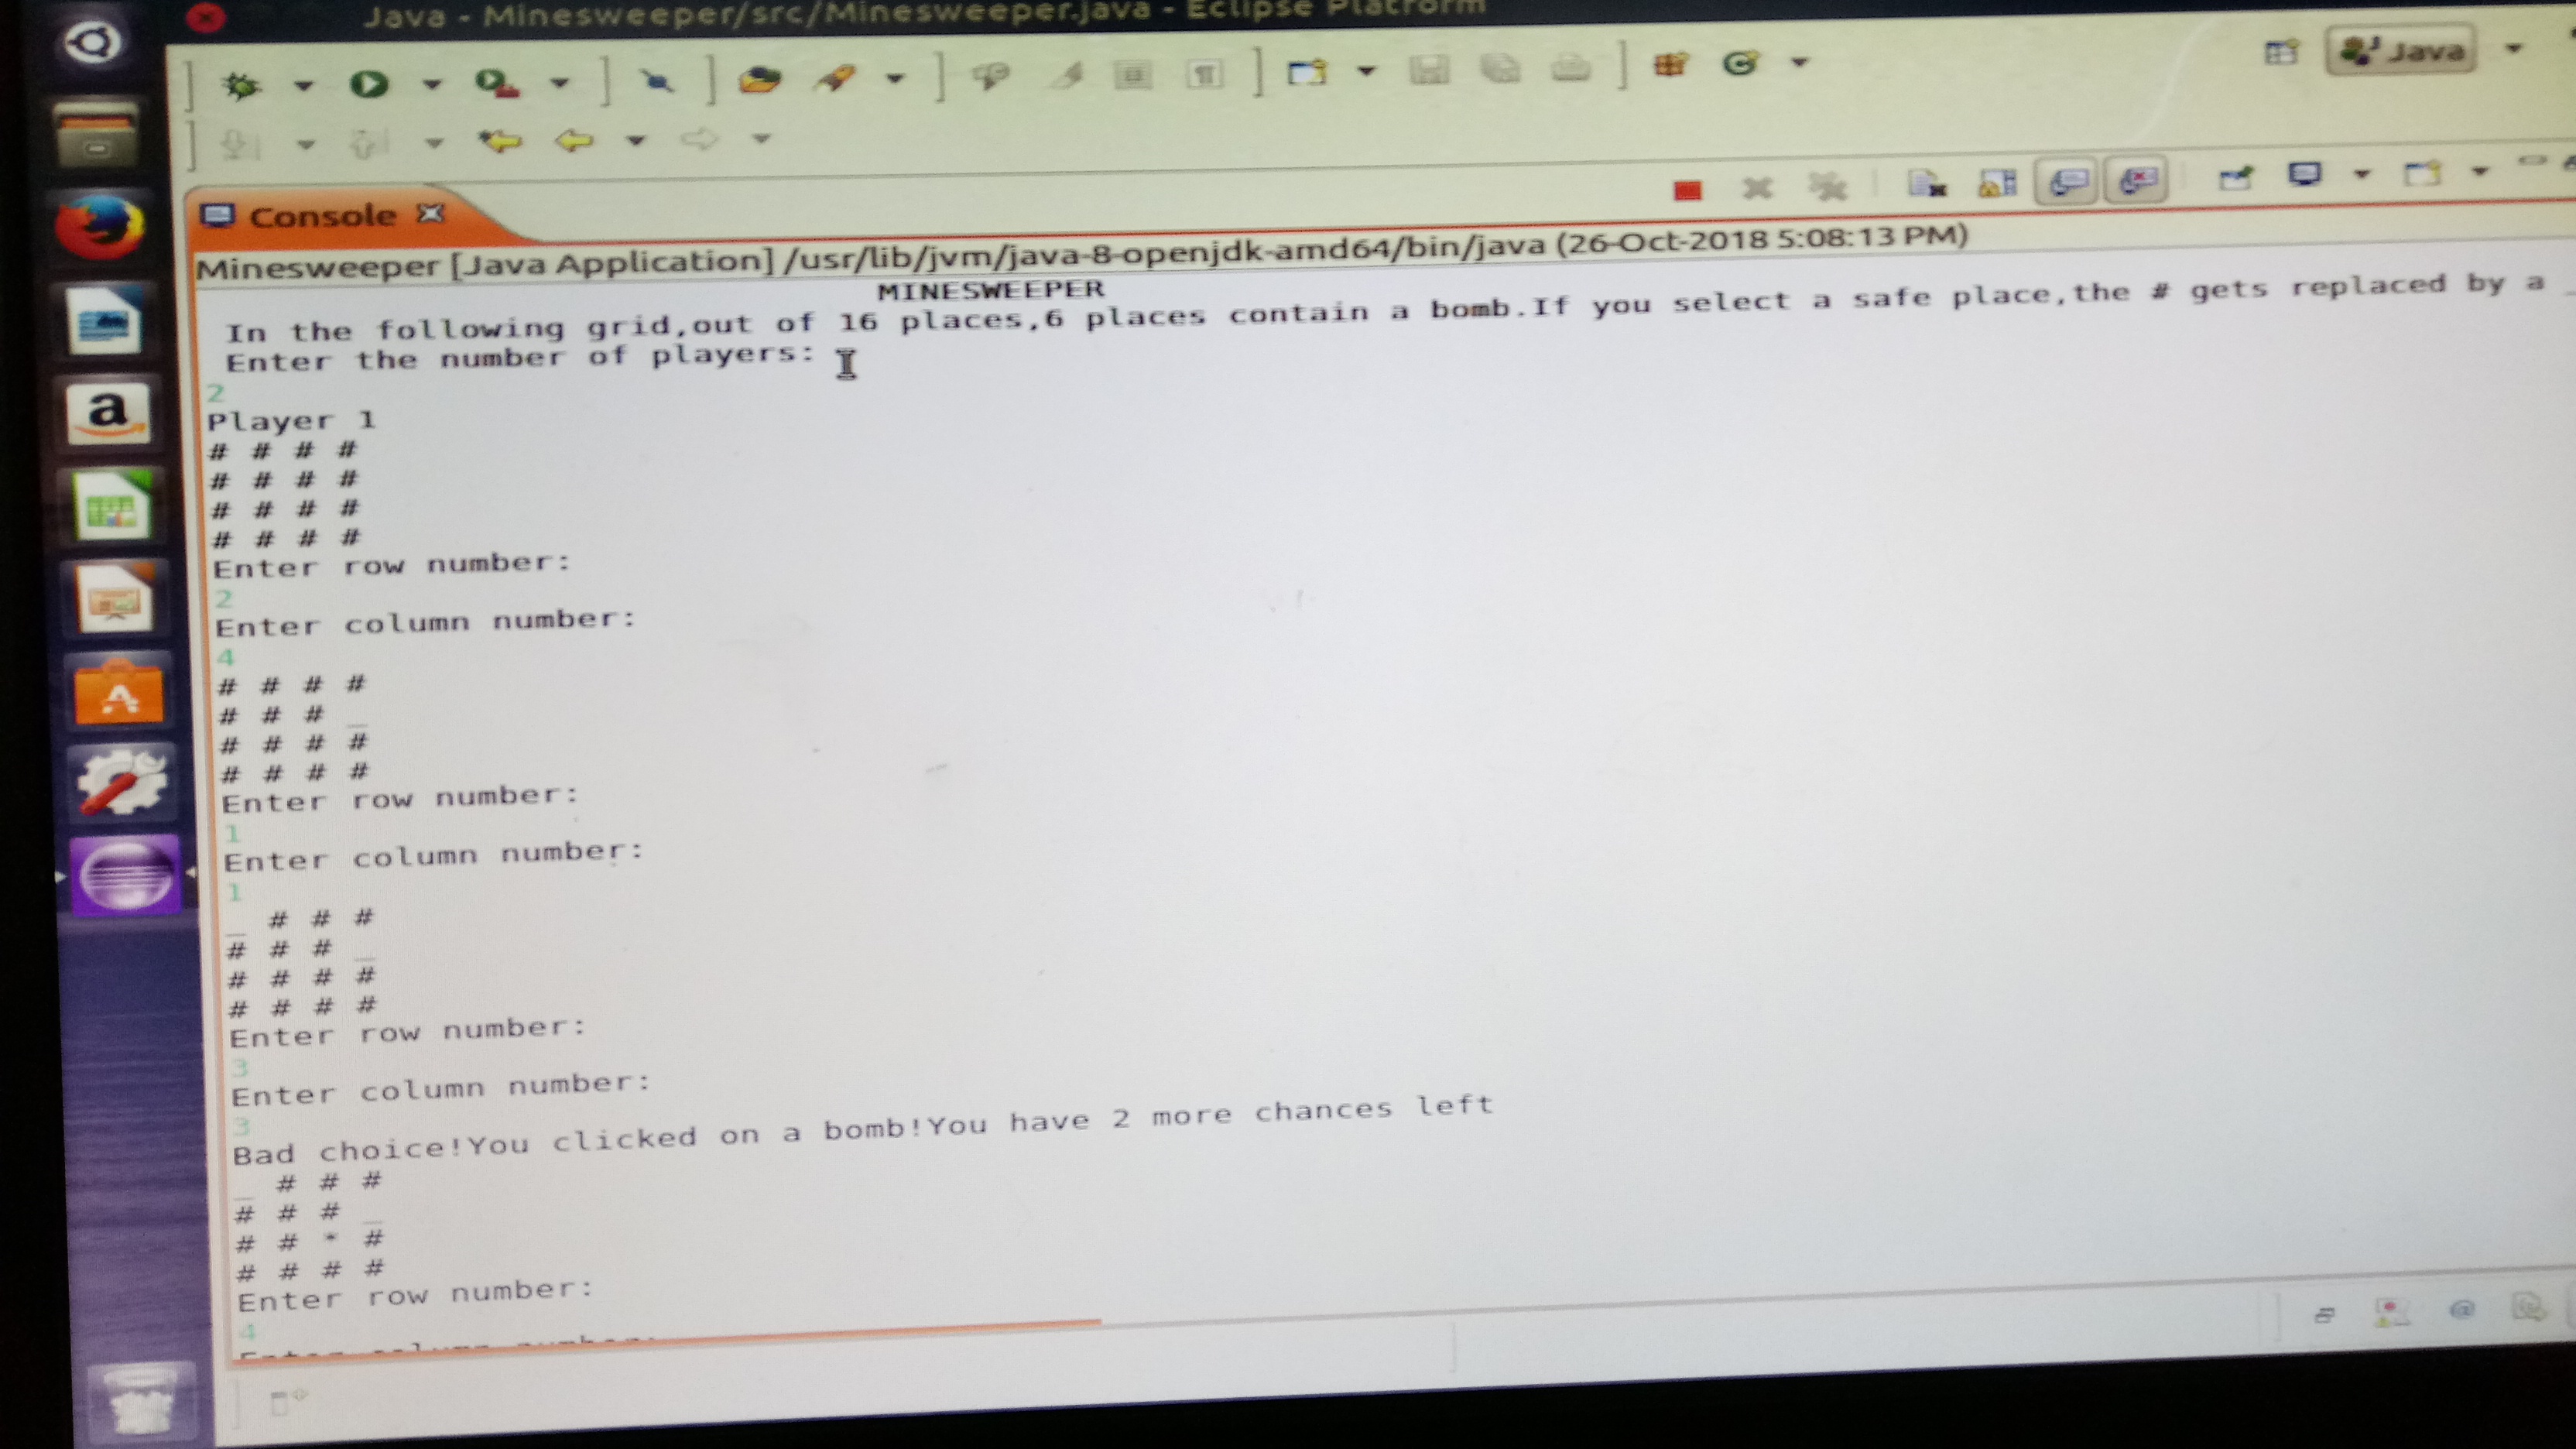 Java - Minesweeper/src/Minesweeper.java - Eclipse Platform
Java
Console
Minesweeper [Java Application] /usr/lib/jvm/java-8-openjdk-amd64/bin/java (26-Oct-2018 5:08:13 PM)
MINESWEEPER
In the following grid,out of 16 places,6 places contain a bomb.If you select a safe place,the # gets replaced by a _
Enter the number of players:
2
Player 1
# # # #
# # # #
# # # #
# # # #
Enter row number:
2
Enter column number:
4
# # # #
# # # _
# # # #
# # # #
Enter row number:
1
Enter column number:
1
_ # # #
# # # _
# # # #
# # # #
Enter row number:
3
Enter column number:
3
Bad choice!You clicked on a bomb!You have 2 more chances left
_ # # #
# # # _
# # * #
# # # #
Enter row number:
4
Enter column number: